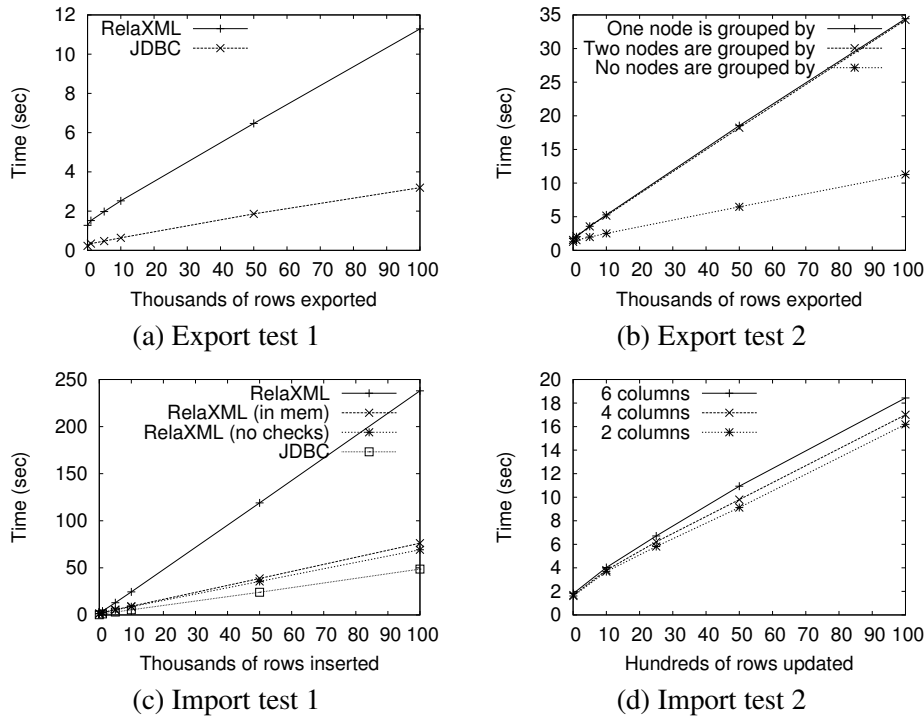 12
10
8
6
4
2
0
Time (sec)
RelaXML
JDBC
0 10 20 30 40 50 60 70 80 90 100
Thousands of rows exported
(a) Export test 1
35
30
25
20
15
10
5
0
Time (sec)
One node is grouped by
Two nodes are grouped by
No nodes are grouped by
0 10 20 30 40 50 60 70 80 90 100
Thousands of rows exported
(b) Export test 2
250
200
150
100
50
0
Time (sec)
RelaXML
RelaXML (in mem)
RelaXML (no checks)
JDBC
0 10 20 30 40 50 60 70 80 90 100
Thousands of rows inserted
(c) Import test 1
20
18
16
14
12
10
8
6
4
2
0
Time (sec)
6 columns
4 columns
2 columns
0 10 20 30 40 50 60 70 80 90 100
Hundreds of rows updated
(d) Import test 2